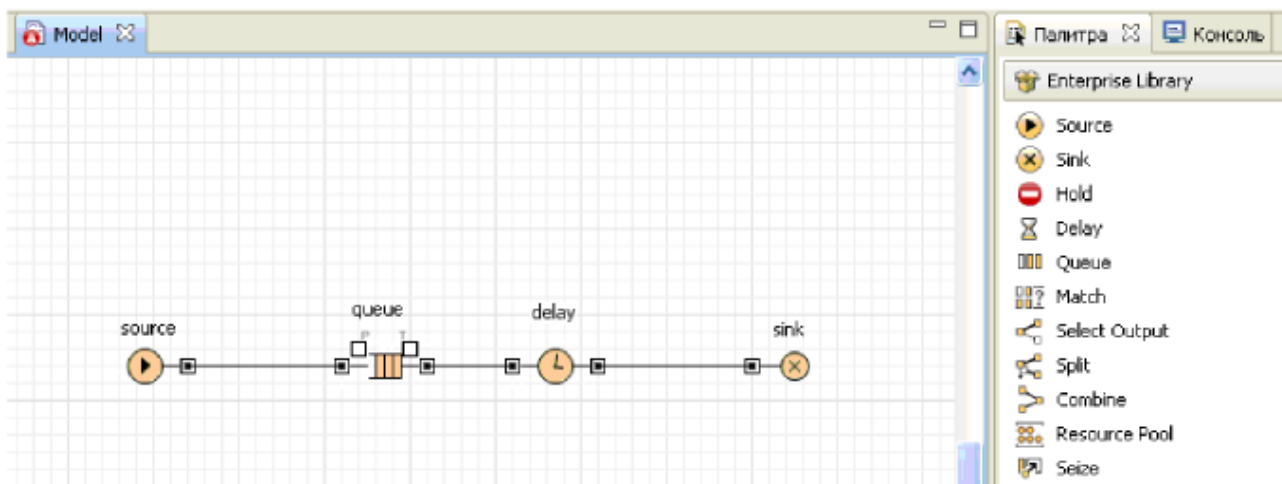 Model
Палитра
Консоль
Enterprise Library
Source
Sink
Hold
Delay
Queue
Match
Select Output
Split
Combine
Resource Pool
Seize
queue
P T
delay
source
sink